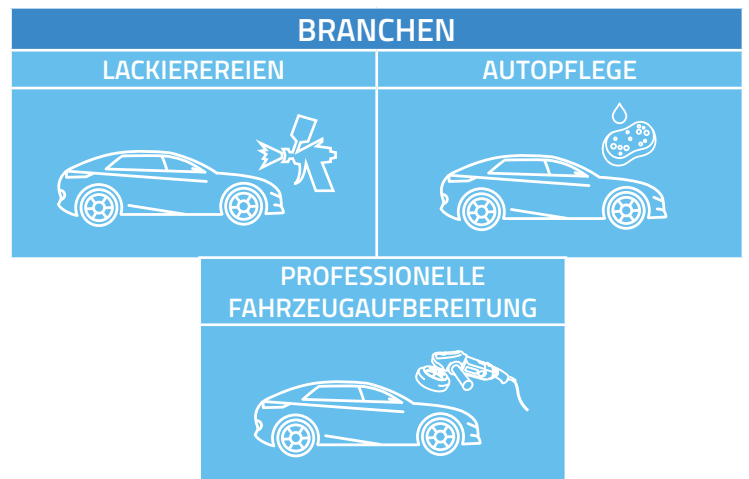 BRANCHEN
LACKIEREREIEN
AUTOPFLEGE
PROFESSIONELLE
FAHRZEUGAUFBEREITUNG